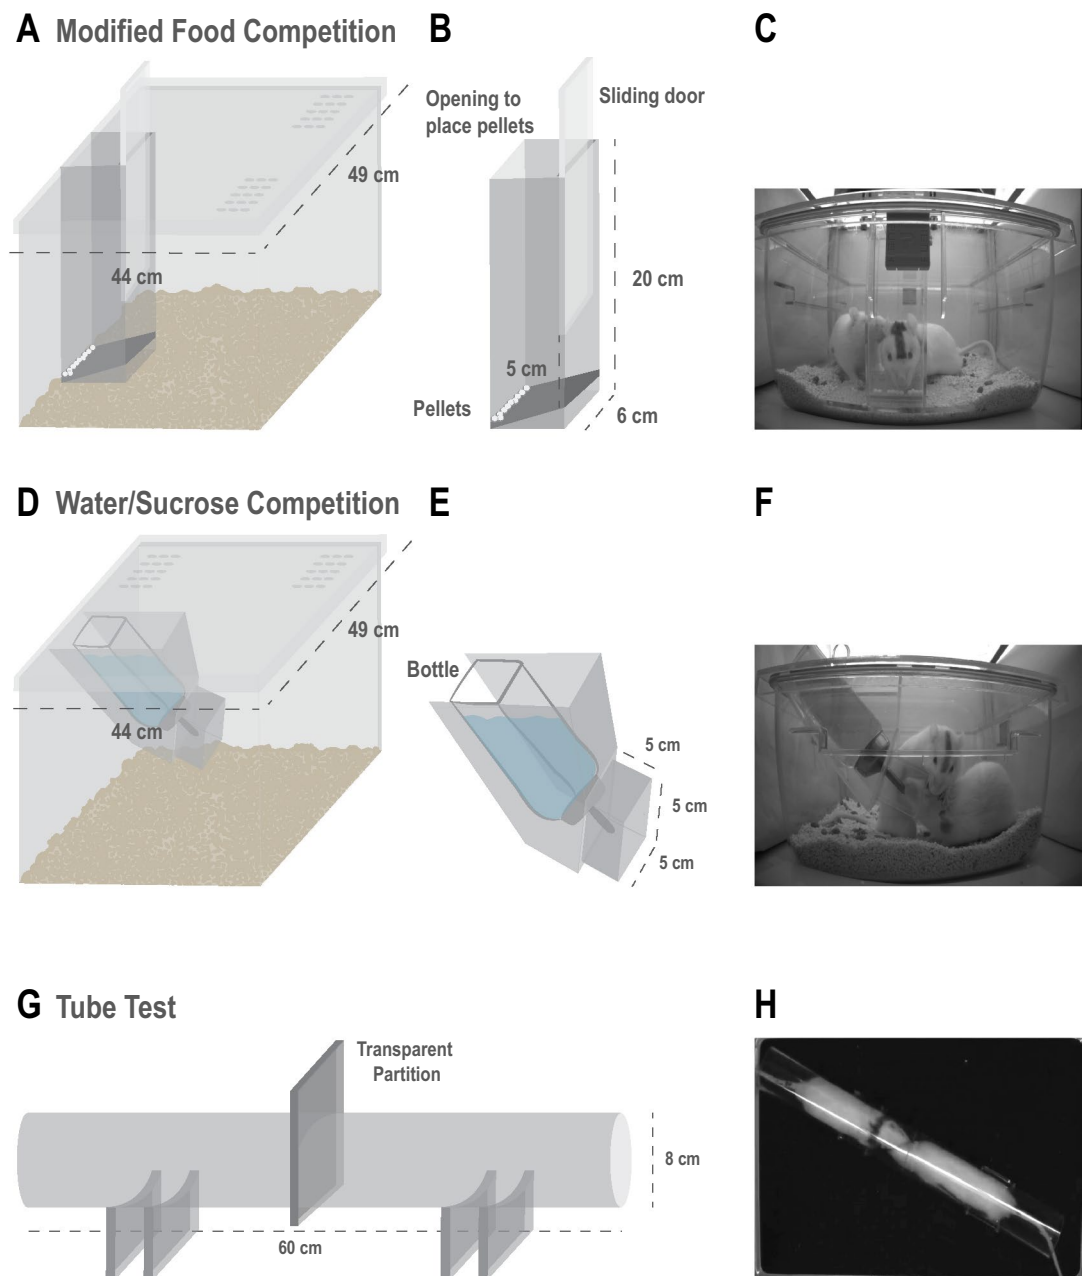 A Modified Food Competition
B
C
Opening to
place pellets
Sliding door
49 cm
44 cm
20 cm
5 cm
Pellets
6 cm
D Water/Sucrose Competition
E
F
49 cm
44 cm
Bottle
5 cm
5 cm
5 cm
G Tube Test
H
Transparent
Partition
8 cm
60 cm